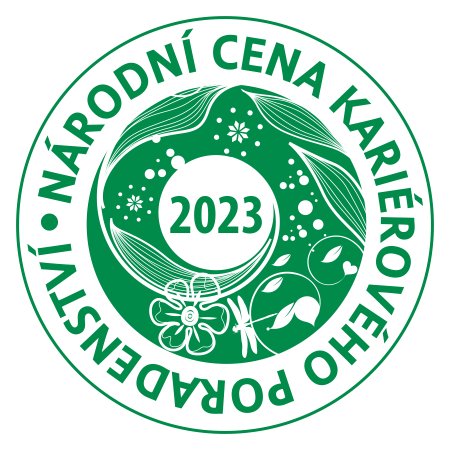 NÁRODNÍ CENA KARIÉROVÉHO PORADENSTVÍ •
2023